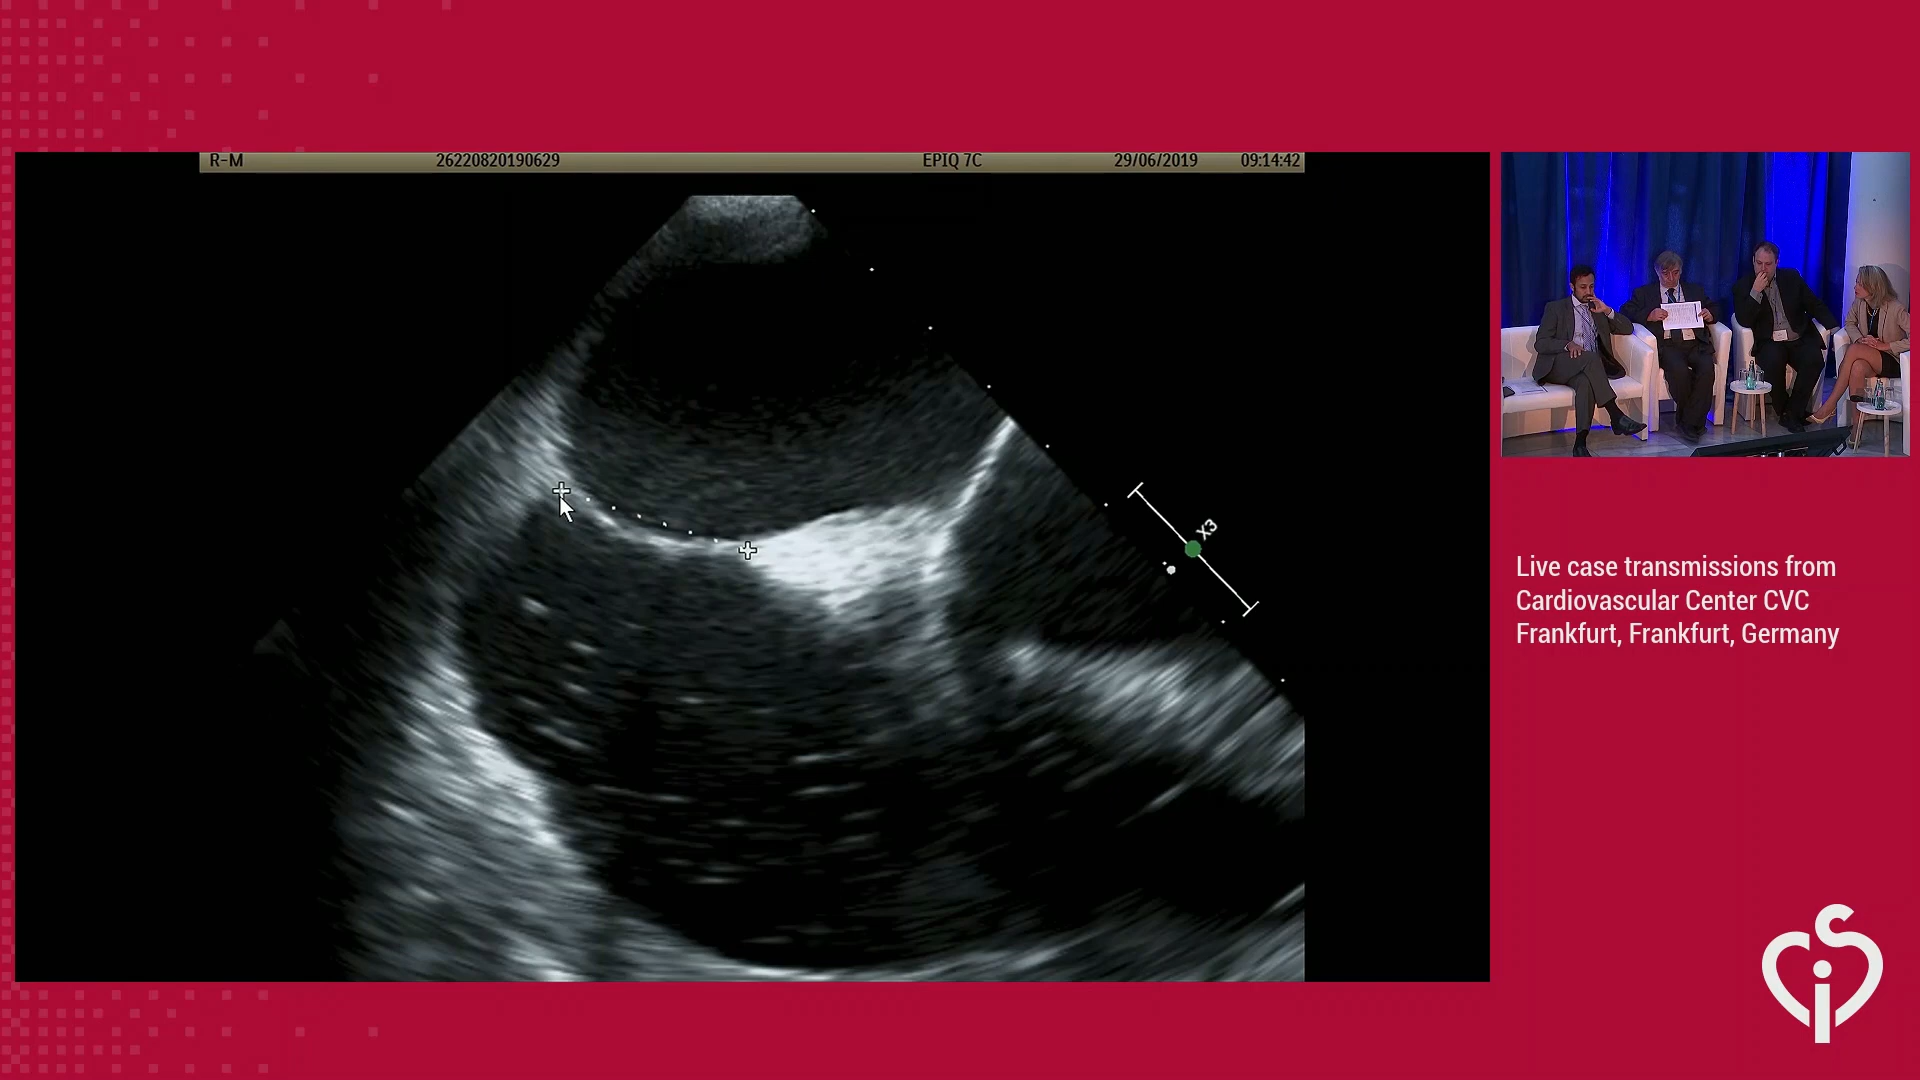 R-M 26220820190629 EPIQ 7C 29/06/2019 09:14:42
X3
Live case transmissions from
Cardiovascular Center CVC
Frankfurt, Frankfurt, Germany
CSi